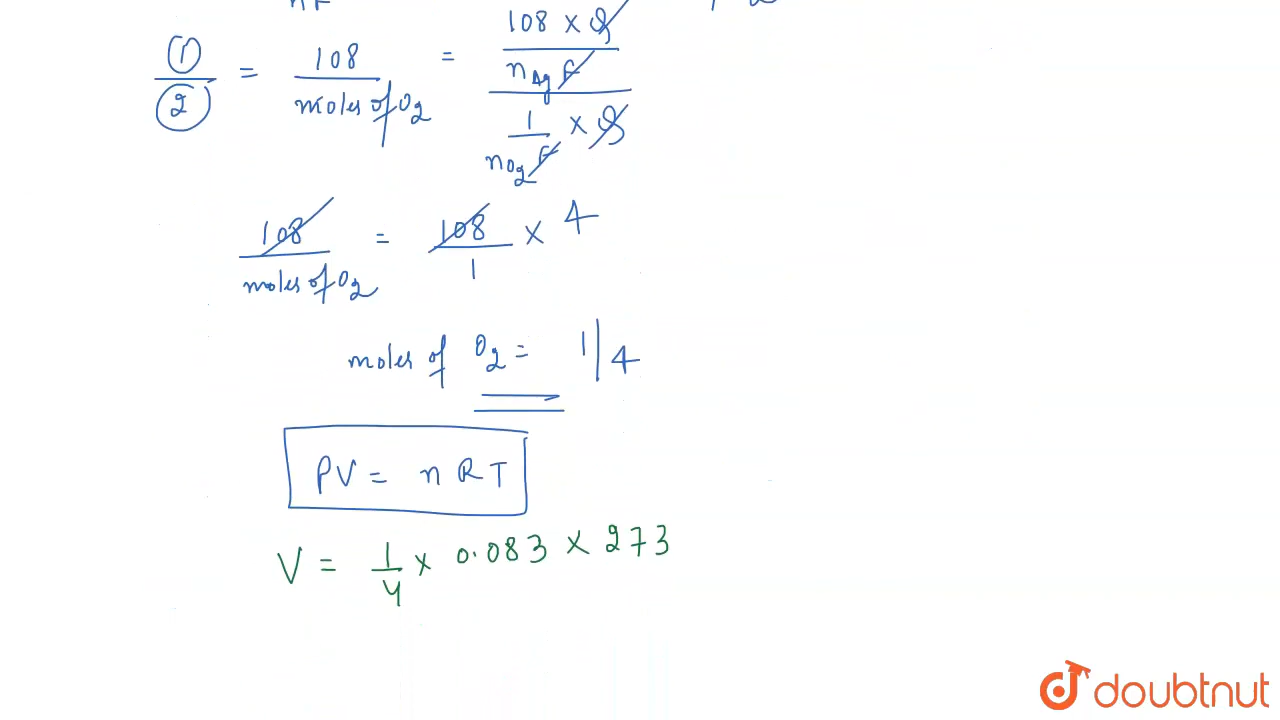 nF
①/② = 108/moles of O₂ = (108 × Q / n_Ag F) / (1 / n_O₂ F × Q)
108/moles of O₂ = 108/1 × 4
moles of O₂ = 1/4
PV = nRT
V = 1/4 × 0.083 × 273
doubtnut